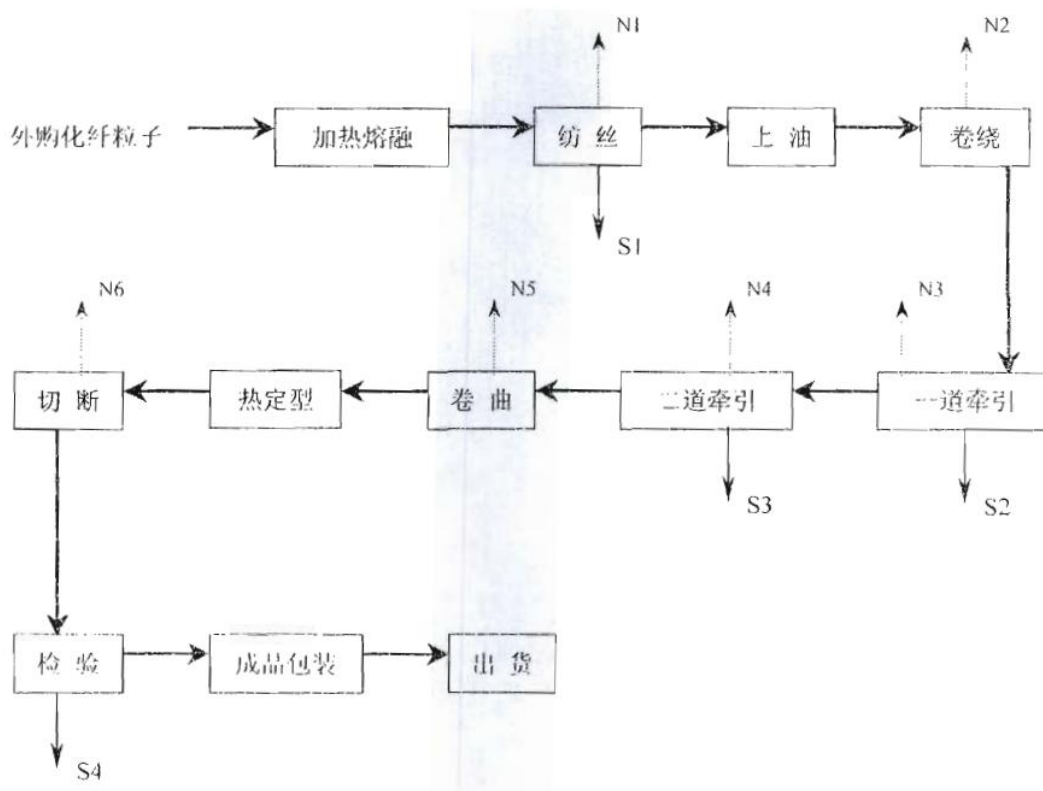 N1
N2
外购化纤粒子
加热熔融
纺丝
上油
卷绕
S1
N6
N5
N4
N3
切断
热定型
卷曲
二道牵引
一道牵引
S3
S2
检验
成品包装
出货
S4